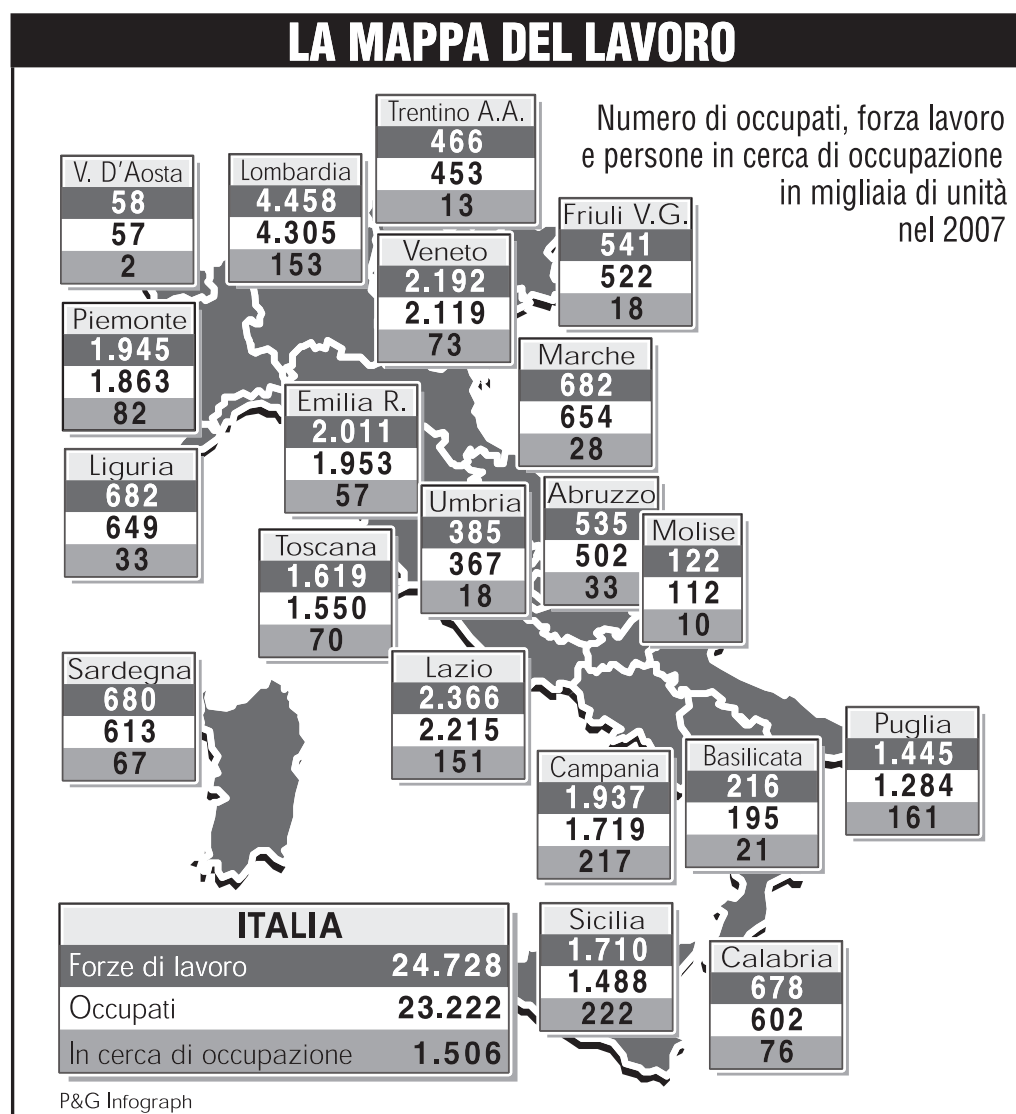 LA MAPPA DEL LAVORO
Numero di occupati, forza lavoro
e persone in cerca di occupazione
in migliaia di unità
nel 2007
Trentino A.A.
466
453
13
V. D'Aosta
58
57
2
Lombardia
4.458
4.305
153
Friuli V.G.
541
522
18
Veneto
2.192
2.119
73
Piemonte
1.945
1.863
82
Marche
682
654
28
Emilia R.
2.011
1.953
57
Liguria
682
649
33
Umbria
385
367
18
Abruzzo
535
502
33
Molise
122
112
10
Toscana
1.619
1.550
70
Sardegna
680
613
67
Lazio
2.366
2.215
151
Campania
1.937
1.719
217
Basilicata
216
195
21
Puglia
1.445
1.284
161
Sicilia
1.710
1.488
222
Calabria
678
602
76
ITALIA
Forze di lavoro 24.728
Occupati 23.222
In cerca di occupazione 1.506
P&G Infograph